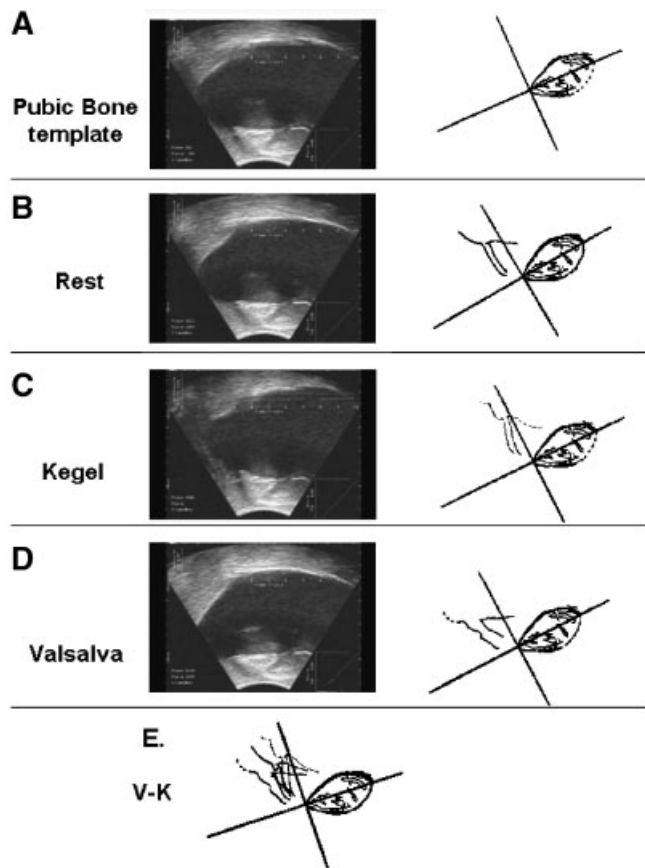 A
Pubic Bone
template
B
Rest
C
Kegel
D
Valsalva
E.
V-K